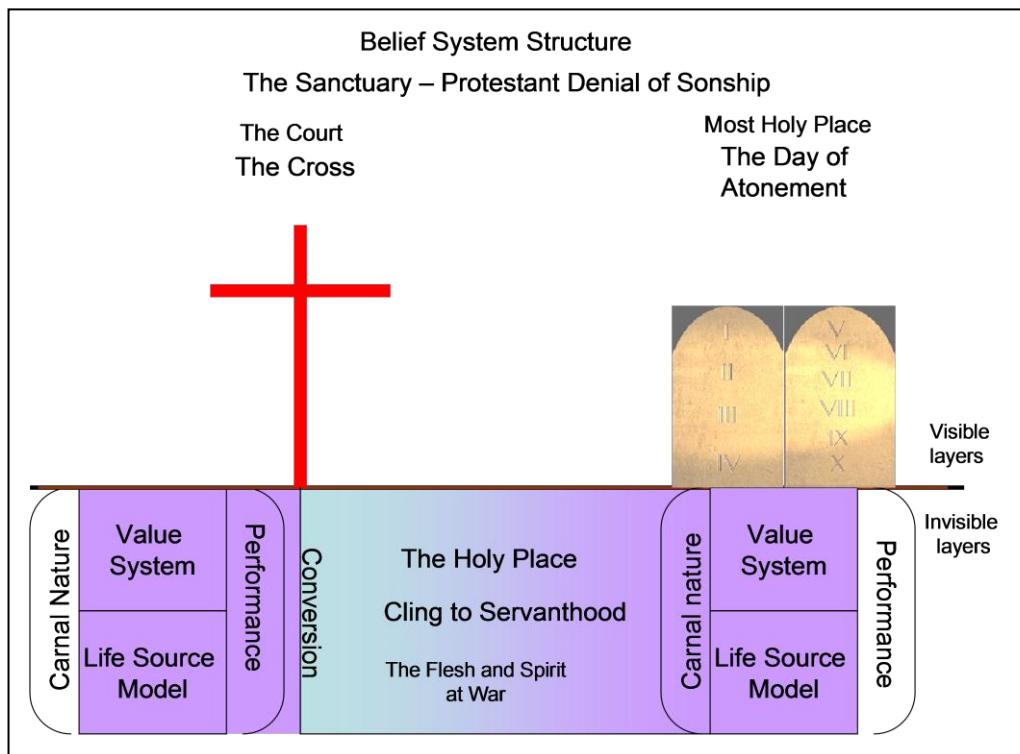 Belief System Structure
The Sanctuary – Protestant Denial of Sonship
The Court
The Cross
Most Holy Place
The Day of
Atonement
I
II
III
IV
V
VI
VII
VIII
IX
X
Visible
layers
Invisible
layers
Carnal Nature
Value
System
Life Source
Model
Performance
Conversion
The Holy Place
Cling to Servanthood
The Flesh and Spirit
at War
Carnal nature
Value
System
Life Source
Model
Performance